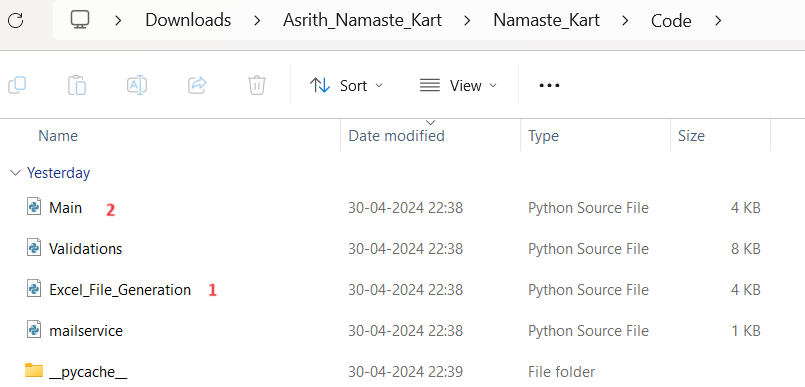 Downloads > Asrith_Namaste_Kart > Namaste_Kart > Code >
Sort View •••
Name Date modified Type Size
Yesterday
Main 2 30-04-2024 22:38 Python Source File 4 KB
Validations 30-04-2024 22:38 Python Source File 8 KB
Excel_File_Generation 1 30-04-2024 22:38 Python Source File 4 KB
mailservice 30-04-2024 22:38 Python Source File 1 KB
__pycache__ 30-04-2024 22:39 File folder